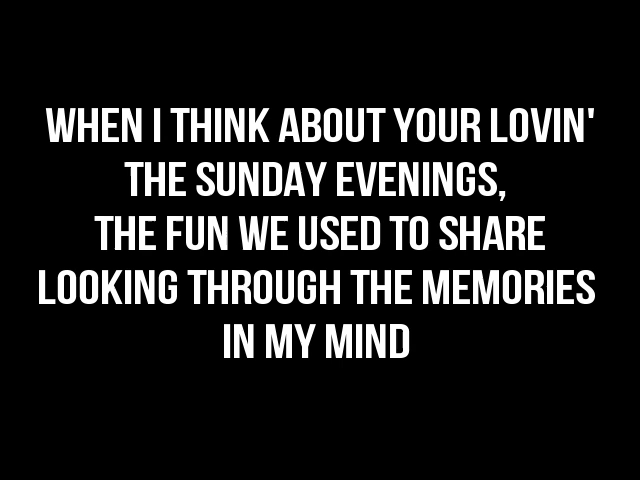 WHEN I THINK ABOUT YOUR LOVIN'
THE SUNDAY EVENINGS,
THE FUN WE USED TO SHARE
LOOKING THROUGH THE MEMORIES
IN MY MIND